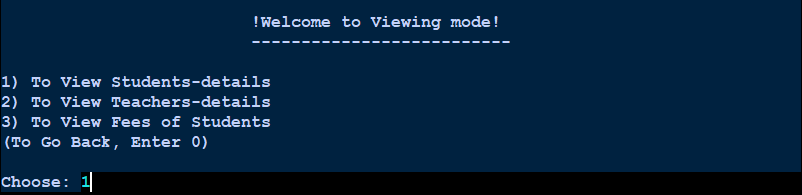 !Welcome to Viewing mode!
--------------------------
1) To View Students-details
2) To View Teachers-details
3) To View Fees of Students
(To Go Back, Enter 0)
Choose: 1